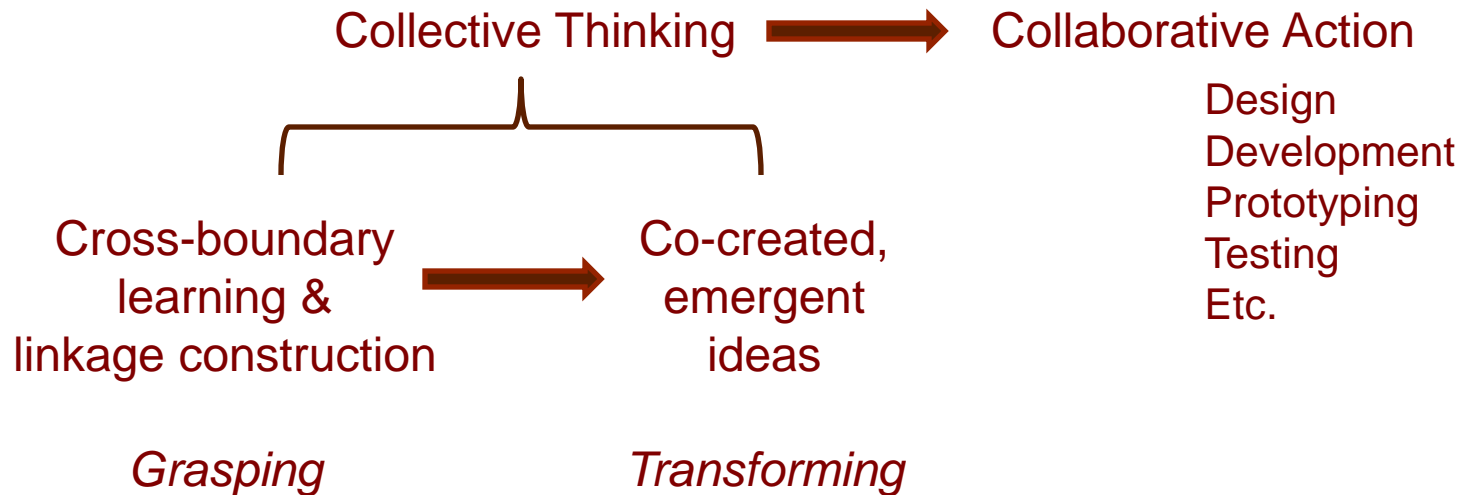 Collective Thinking
Collaborative Action
Design
Development
Prototyping
Testing
Etc.
Cross-boundary
learning &
linkage construction
Co-created,
emergent
ideas
Grasping
Transforming